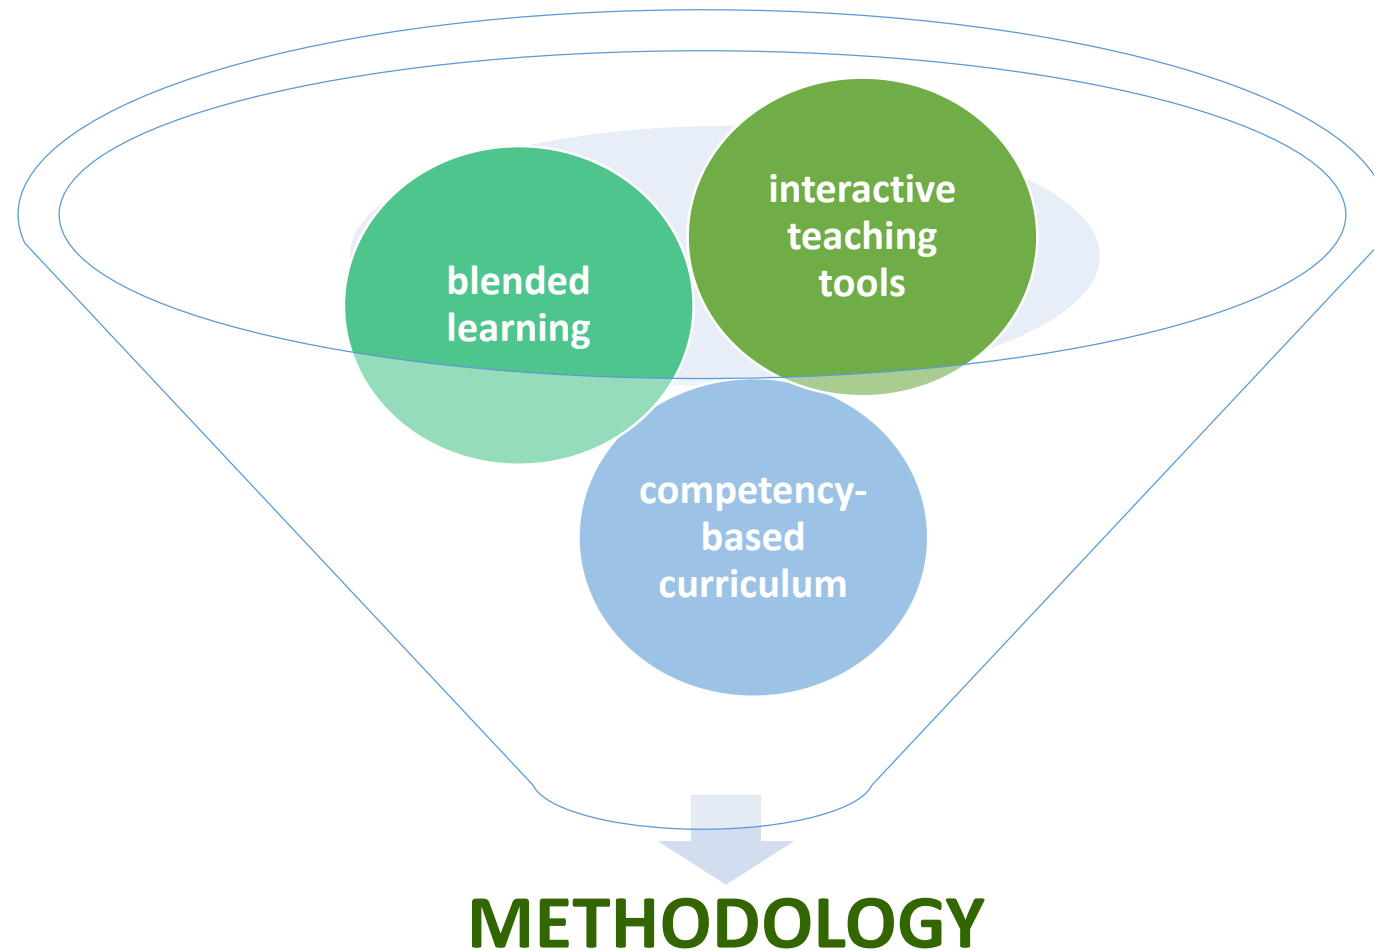 interactive
teaching
tools
blended
learning
competency-
based
curriculum
METHODOLOGY